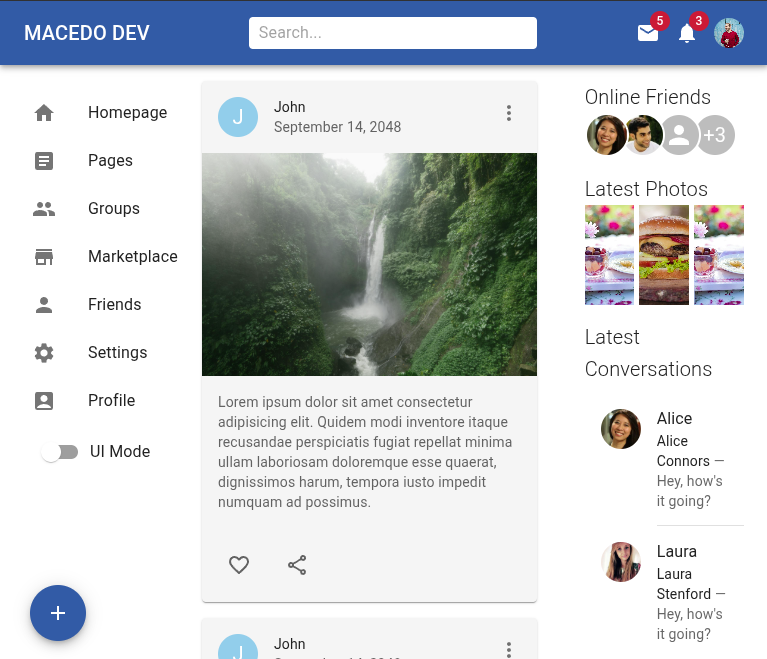 MACEDO DEV
Search...
5
3
Homepage
Pages
Groups
Marketplace
Friends
Settings
Profile
UI Mode
J
John
September 14, 2048
Lorem ipsum dolor sit amet consectetur
adipisicing elit. Quidem modi inventore itaque
recusandae perspiciatis fugiat repellat minima
ullam laboriosam doloremque esse quaerat,
dignissimos harum, tempora iusto impedit
numquam ad possimus.
J
John
Online Friends
+3
Latest Photos
Latest
Conversations
Alice
Alice
Connors —
Hey, how's
it going?
Laura
Laura
Stenford —
Hey, how's
it going?